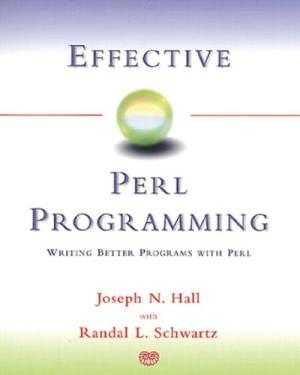 EFFECTIVE
PERL
PROGRAMMING
WRITING BETTER PROGRAMS WITH PERL
Joseph N. Hall
with
Randal L. Schwartz